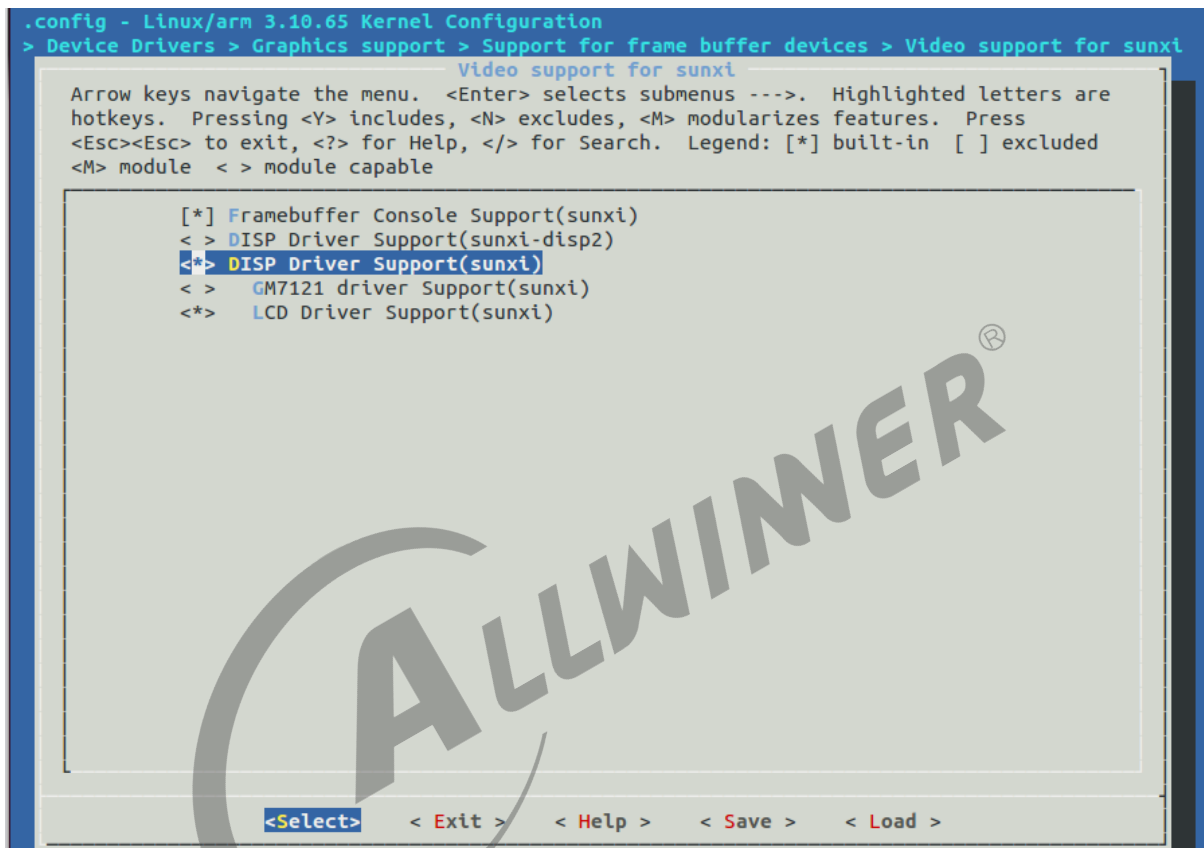 .config - Linux/arm 3.10.65 Kernel Configuration
> Device Drivers > Graphics support > Support for frame buffer devices > Video support for sunxi
Video support for sunxi
Arrow keys navigate the menu. <Enter> selects submenus --->. Highlighted letters are
hotkeys. Pressing <Y> includes, <N> excludes, <M> modularizes features. Press
<Esc><Esc> to exit, <?> for Help, </> for Search. Legend: [*] built-in [ ] excluded
<M> module < > module capable
[*] Framebuffer Console Support(sunxi)
< > DISP Driver Support(sunxi-disp2)
<*> DISP Driver Support(sunxi)
< > GM7121 driver Support(sunxi)
<*> LCD Driver Support(sunxi)
ALLWINNER®
<Select> < Exit > < Help > < Save > < Load >